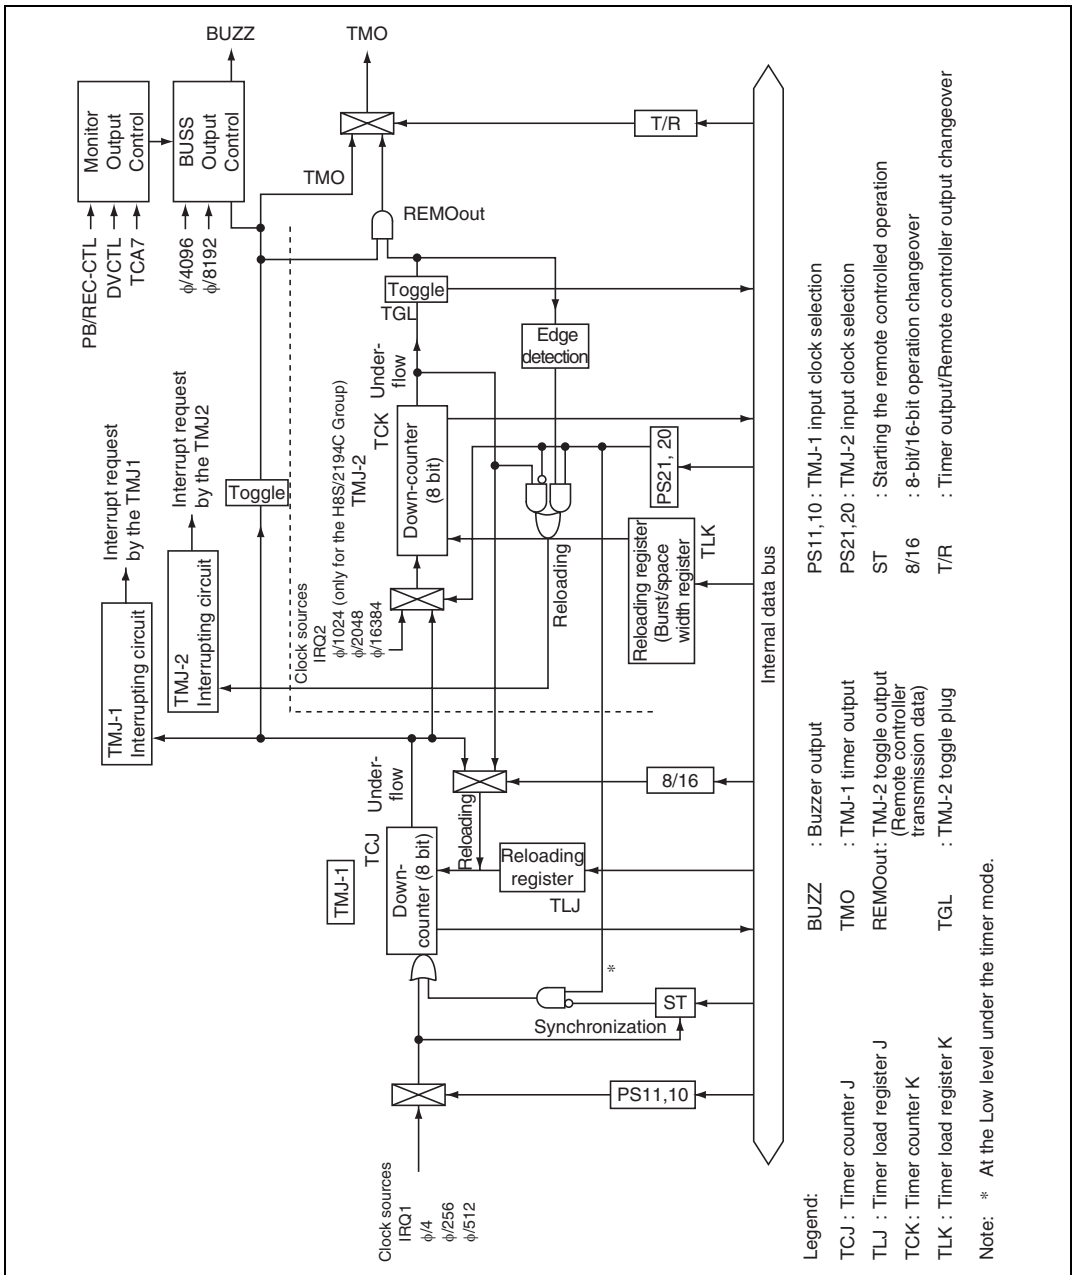 BUZZ
TMO
Monitor
Output
Control
BUSS
Output
Control
PB/REC-CTL
DVCTL
TCA7
φ/4096
φ/8192
TMO
T/R
REMOout
Toggle
TGL
Edge
detection
Interrupt request
by the TMJ1
Interrupt request
by the TMJ2
Toggle
TMJ-1
Interrupting circuit
TMJ-2
Interrupting circuit
Under-
flow
TCK
Down-counter
(8 bit)
TMJ-2
PS21, 20
Clock sources
IRQ2
φ/1024 (only for the H8S/2194C Group)
φ/2048
φ/16384
Reloading
Reloading register
(Burst/space
width register
TLK
Internal data bus
Under-
flow
TCJ
Reloading
8/16
TMJ-1
Down-
counter (8 bit)
Reloading
register
TLJ
*
ST
Synchronization
PS11,10
Clock sources
IRQ1
φ/4
φ/256
φ/512
Legend:
TCJ : Timer counter J
TLJ : Timer load register J
TCK : Timer counter K
TLK : Timer load register K
BUZZ : Buzzer output
TMO : TMJ-1 timer output
REMOout: TMJ-2 toggle output
(Remote controller
transmission data)
TGL : TMJ-2 toggle plug
PS11,10 : TMJ-1 input clock selection
PS21,20 : TMJ-2 input clock selection
ST : Starting the remote controlled operation
8/16 : 8-bit/16-bit operation changeover
T/R : Timer output/Remote controller output changeover
Note: * At the Low level under the timer mode.